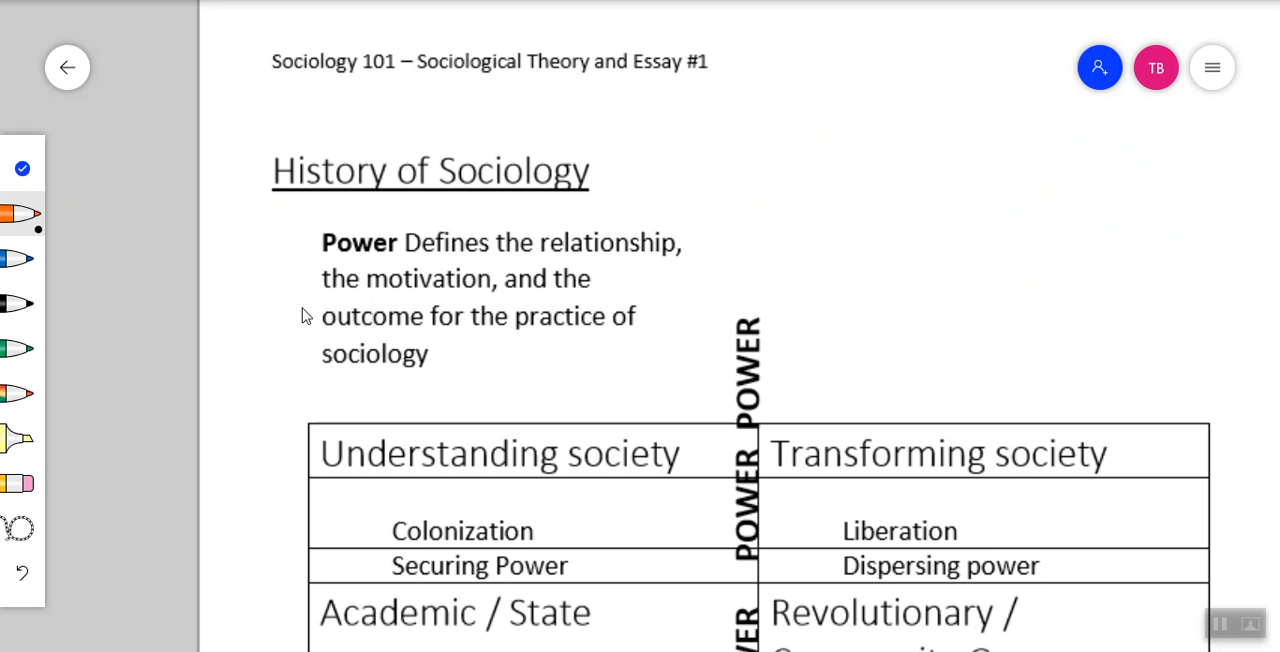 Sociology 101 – Sociological Theory and Essay #1
TB
History of Sociology
Power Defines the relationship,
the motivation, and the
outcome for the practice of
sociology
POWER
Understanding society
Transforming society
POWER
Colonization
Liberation
Securing Power
Dispersing power
Academic / State
Revolutionary /